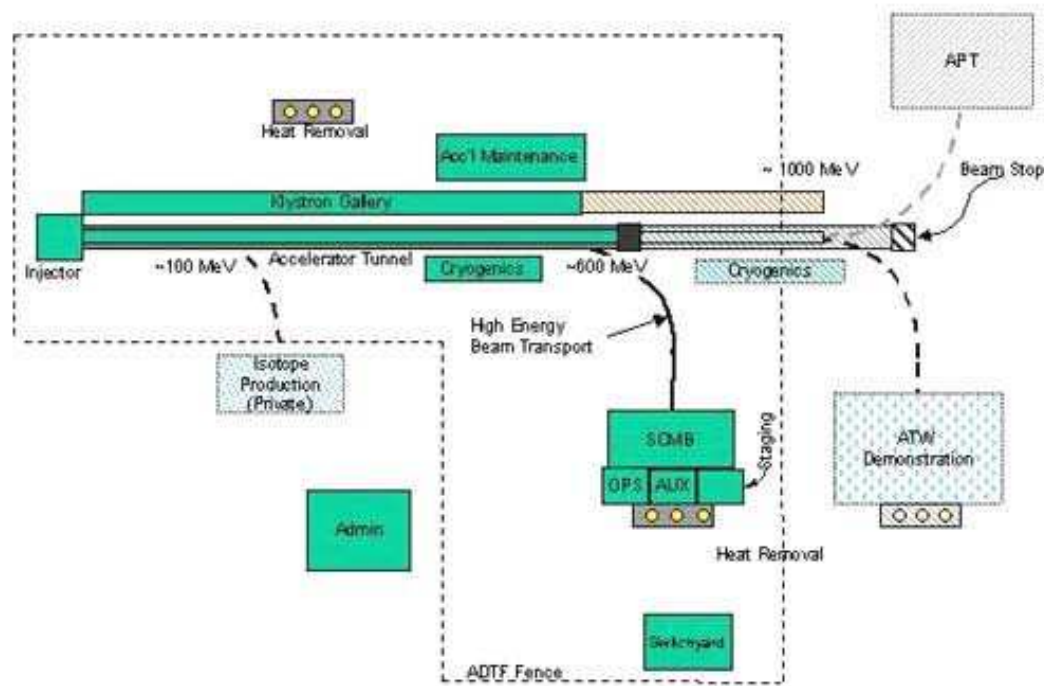 APT
Heat Removal
Acc'l Maintenance
~ 1000 MeV
Beam Stop
Klystron Gallery
Injector
~100 MeV
Accelerator Tunnel
Cryogenics
~600 MeV
Cryogenics
High Energy
Beam Transport
Isotope
Production
(Private)
SCMB
Staging
ATW
Demonstration
OPS
AUX
Admin
Heat Removal
Switchyard
ADTF Fence